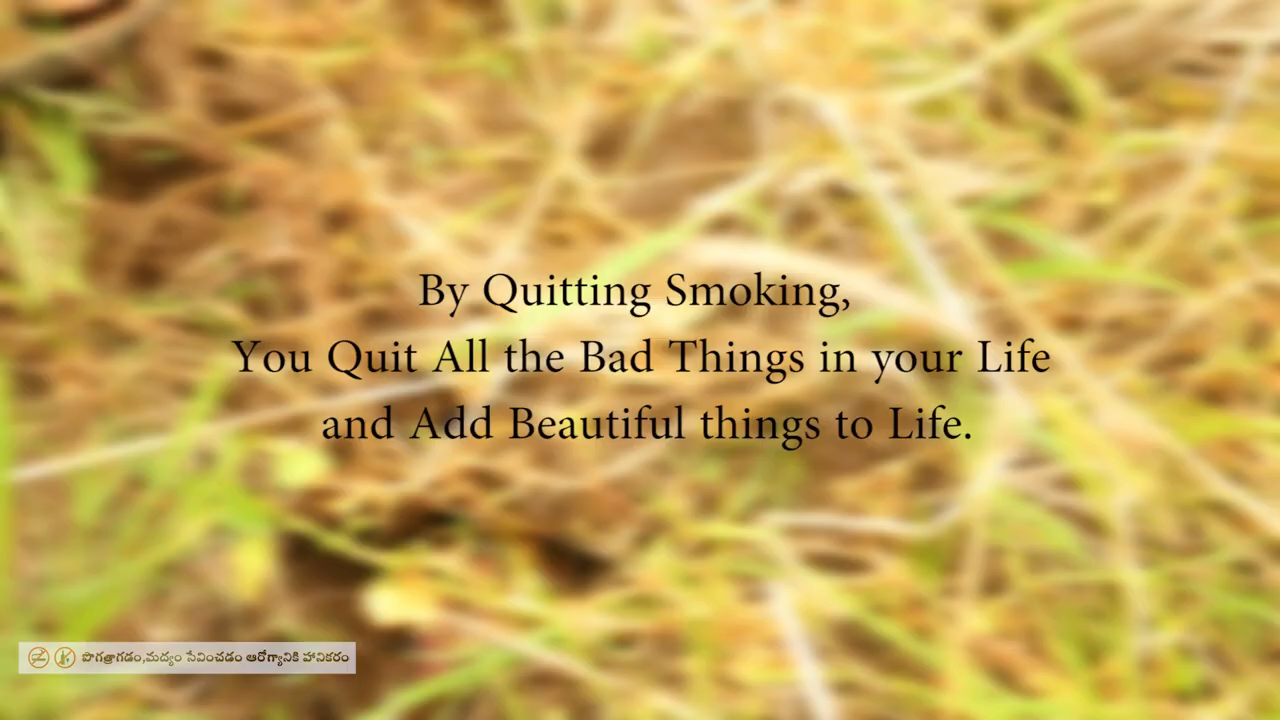 By Quitting Smoking,
You Quit All the Bad Things in your Life
and Add Beautiful things to Life.
పొగత్రాగడం,మద్యం సేవించడం ఆరోగ్యానికి హానికరం